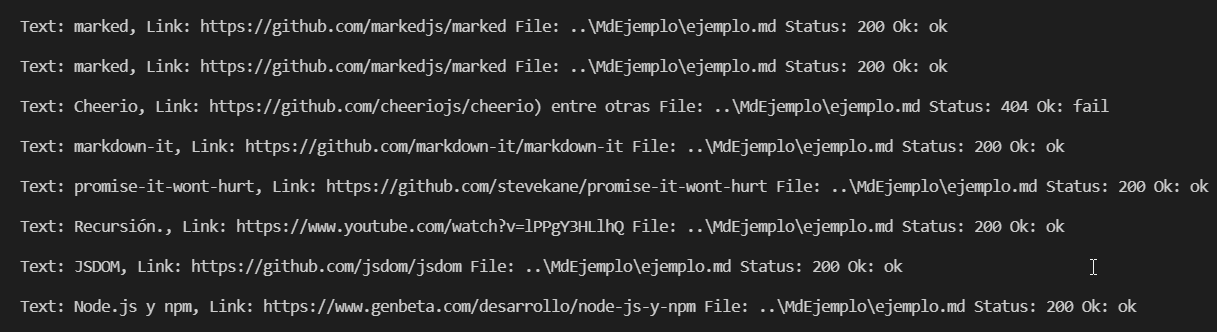 Text: marked, Link: https://github.com/markedjs/marked File: ..\MdEjemplo\ejemplo.md Status: 200 Ok: ok
Text: marked, Link: https://github.com/markedjs/marked File: ..\MdEjemplo\ejemplo.md Status: 200 Ok: ok
Text: Cheerio, Link: https://github.com/cheeriojs/cheerio) entre otras File: ..\MdEjemplo\ejemplo.md Status: 404 Ok: fail
Text: markdown-it, Link: https://github.com/markdown-it/markdown-it File: ..\MdEjemplo\ejemplo.md Status: 200 Ok: ok
Text: promise-it-wont-hurt, Link: https://github.com/stevekane/promise-it-wont-hurt File: ..\MdEjemplo\ejemplo.md Status: 200 Ok: ok
Text: Recursión., Link: https://www.youtube.com/watch?v=lPPgY3HLlhQ File: ..\MdEjemplo\ejemplo.md Status: 200 Ok: ok
Text: JSDOM, Link: https://github.com/jsdom/jsdom File: ..\MdEjemplo\ejemplo.md Status: 200 Ok: ok
Text: Node.js y npm, Link: https://www.genbeta.com/desarrollo/node-js-y-npm File: ..\MdEjemplo\ejemplo.md Status: 200 Ok: ok